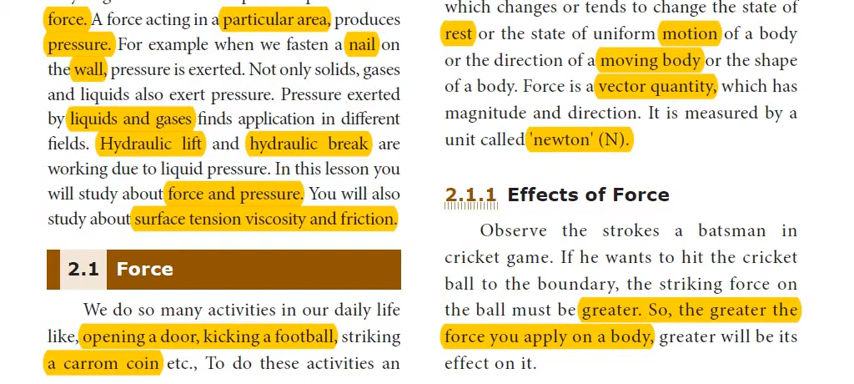 force. A force acting in a particular area, produces
pressure. For example when we fasten a nail on
the wall, pressure is exerted. Not only solids, gases
and liquids also exert pressure. Pressure exerted
by liquids and gases finds application in different
fields. Hydraulic lift and hydraulic break are
working due to liquid pressure. In this lesson you
will study about force and pressure. You will also
study about surface tension viscosity and friction.
2.1 Force
We do so many activities in our daily life
like, opening a door, kicking a football, striking
a carrom coin etc., To do these activities an
which changes or tends to change the state of
rest or the state of uniform motion of a body
or the direction of a moving body or the shape
of a body. Force is a vector quantity, which has
magnitude and direction. It is measured by a
unit called 'newton' (N).
2.1.1 Effects of Force
Observe the strokes a batsman in
cricket game. If he wants to hit the cricket
ball to the boundary, the striking force on
the ball must be greater. So, the greater the
force you apply on a body, greater will be its
effect on it.